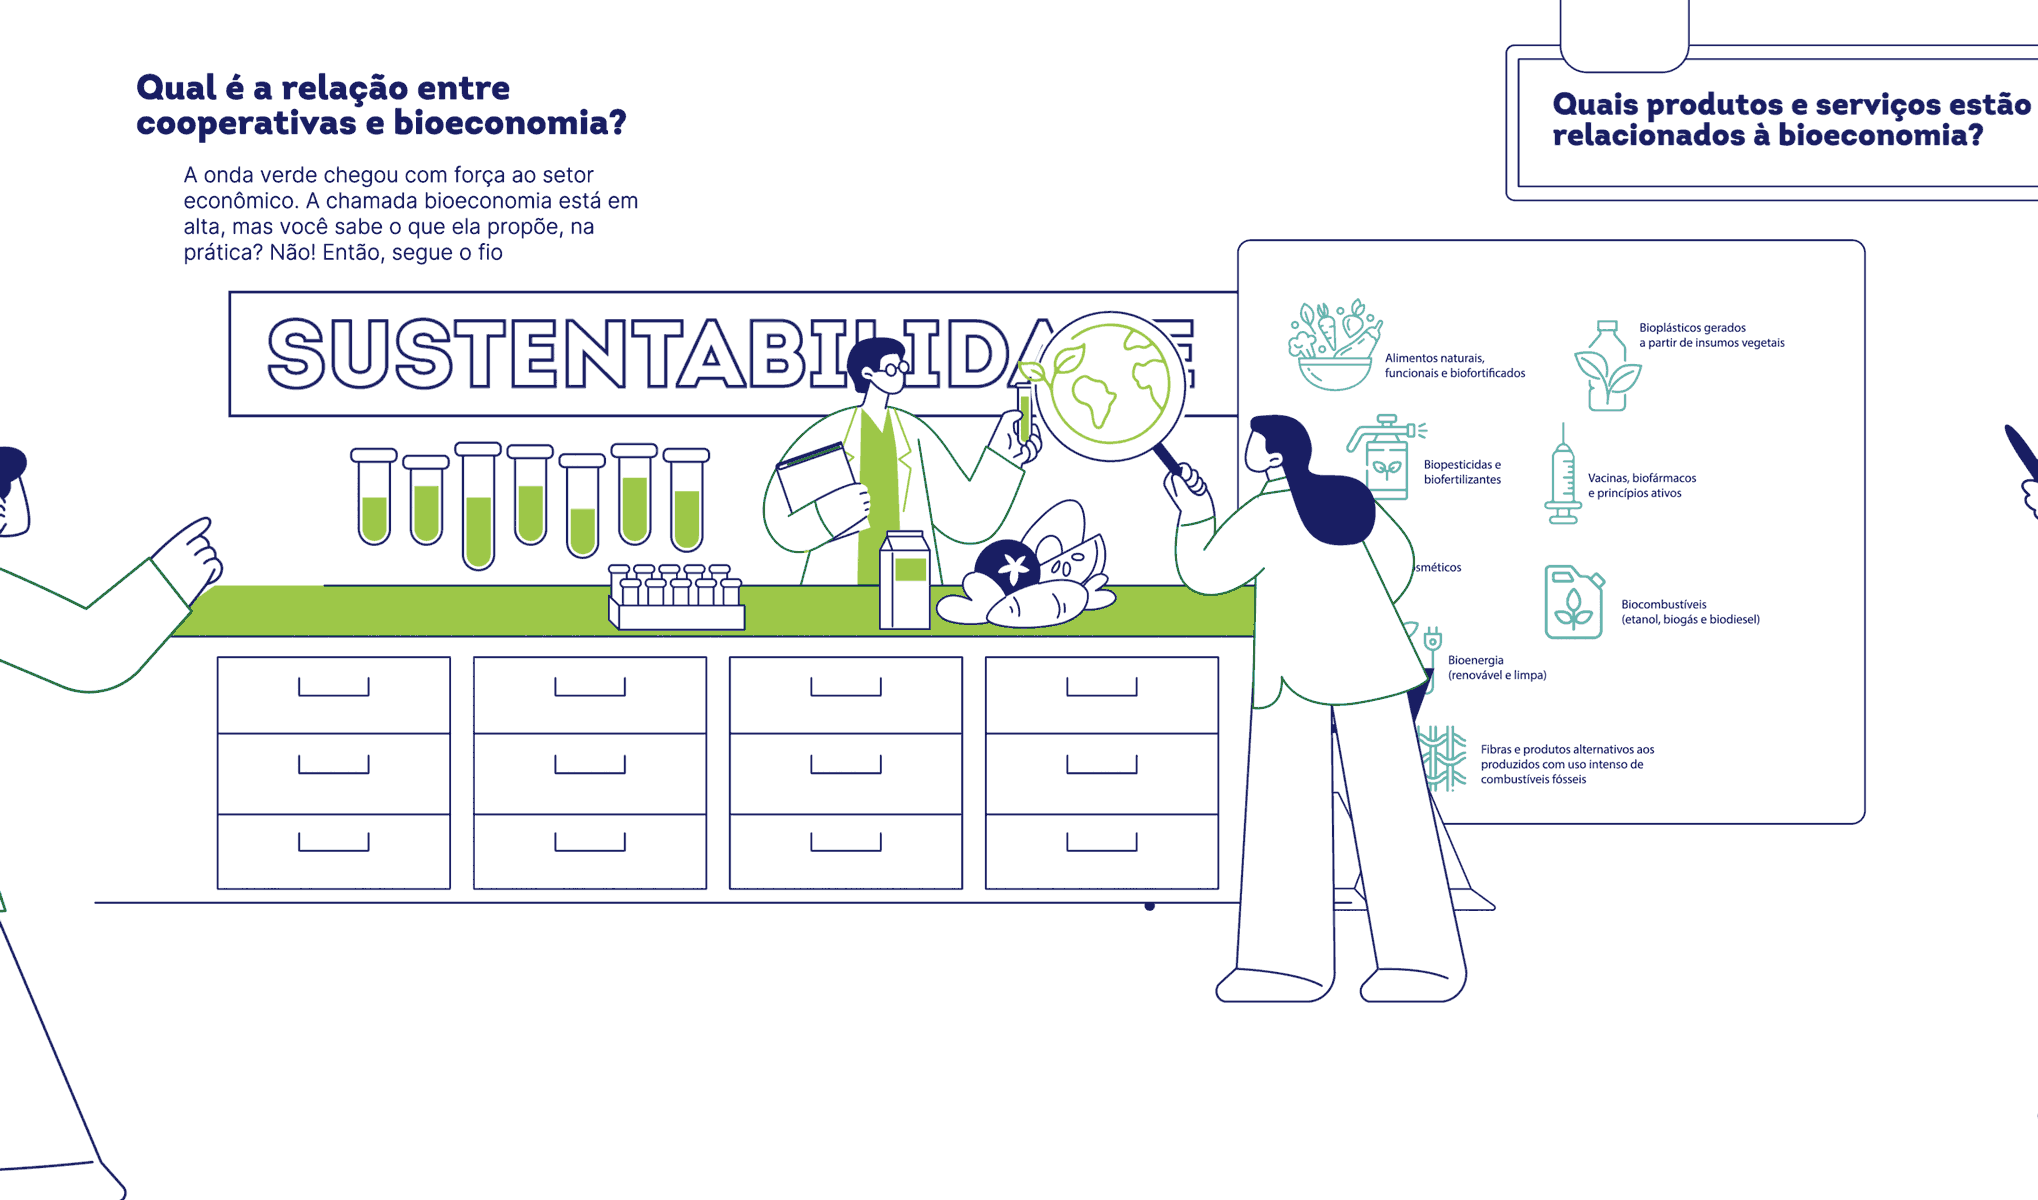 Qual é a relação entre
cooperativas e bioeconomia?
A onda verde chegou com força ao setor
econômico. A chamada bioeconomia está em
alta, mas você sabe o que ela propõe, na
prática? Não! Então, segue o fio
SUSTENTABILIDADE
Quais produtos e serviços estão
relacionados à bioeconomia?
Alimentos naturais,
funcionais e biofortificados
Bioplásticos gerados
a partir de insumos vegetais
Biopesticidas e
biofertilizantes
Vacinas, biofármacos
e princípios ativos
sméticos
Biocombustíveis
(etanol, biogás e biodiesel)
Bioenergia
(renovável e limpa)
Fibras e produtos alternativos aos
produzidos com uso intenso de
combustíveis fósseis